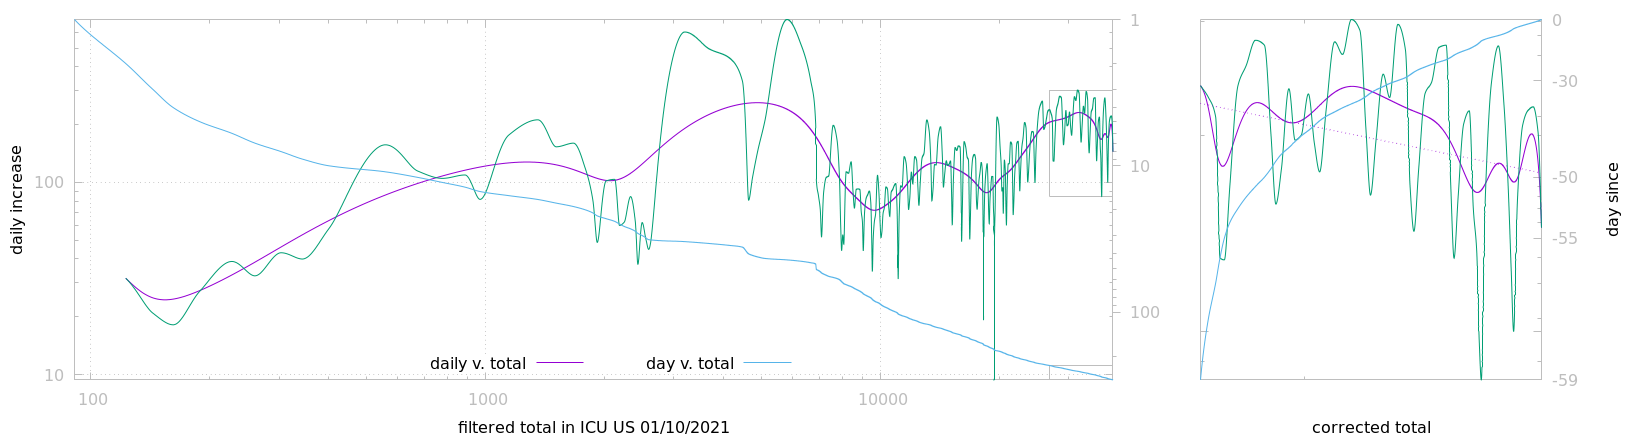 daily increase
100
10
100
1000
10000
filtered total in ICU US 01/10/2021
daily v. total
day v. total
1
10
100
0
-30
-50
-55
-59
day since
corrected total